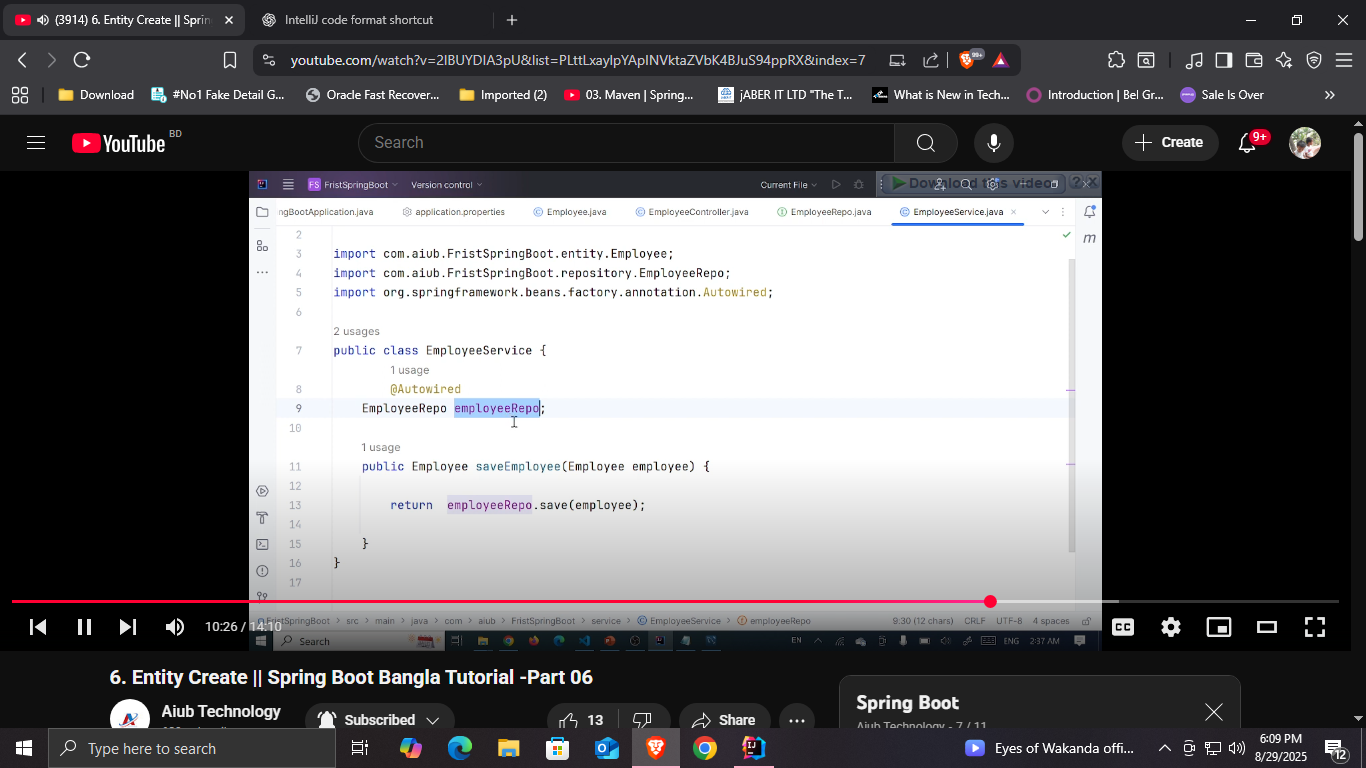 (3914) 6. Entity Create || Sprin
IntelliJ code format shortcut
youtube.com/watch?v=2IBUYDIA3pU&list=PLttLxayIpYApINVktaZVbK4BJuS94ppRX&index=7
99+
Download
#No1 Fake Detail G...
Oracle Fast Recover...
Imported (2)
03. Maven | Spring...
jABER IT LTD "The T...
What is New in Tech...
Introduction | Bel Gr...
Sale Is Over
YouTube BD
Search
Create
9+
FS FristSpringBoot
Version control
Current File
Download this video
ngBootApplication.java
application.properties
Employee.java
EmployeeController.java
EmployeeRepo.java
EmployeeService.java
2
3 import com.aiub.FristSpringBoot.entity.Employee;
4 import com.aiub.FristSpringBoot.repository.EmployeeRepo;
5 import org.springframework.beans.factory.annotation.Autowired;
6
2 usages
7 public class EmployeeService {
1 usage
8 @Autowired
9 EmployeeRepo employeeRepo;
10
1 usage
11 public Employee saveEmployee(Employee employee) {
12
13 return employeeRepo.save(employee);
14
15 }
16 }
17
m
10:26 / 14:10
FristSpringBoot > src > main > java > com > aiub > FristSpringBoot > service > EmployeeService > employeeRepo
9:30 (12 chars) CRLF UTF-8 4 spaces
Search
EN
ENG
2:37 AM
CC
6. Entity Create || Spring Boot Bangla Tutorial -Part 06
Aiub Technology
Subscribed
13
Share
Spring Boot
Aiub Technology - 7 / 11
Type here to search
Eyes of Wakanda offi...
6:09 PM
8/29/2025
12